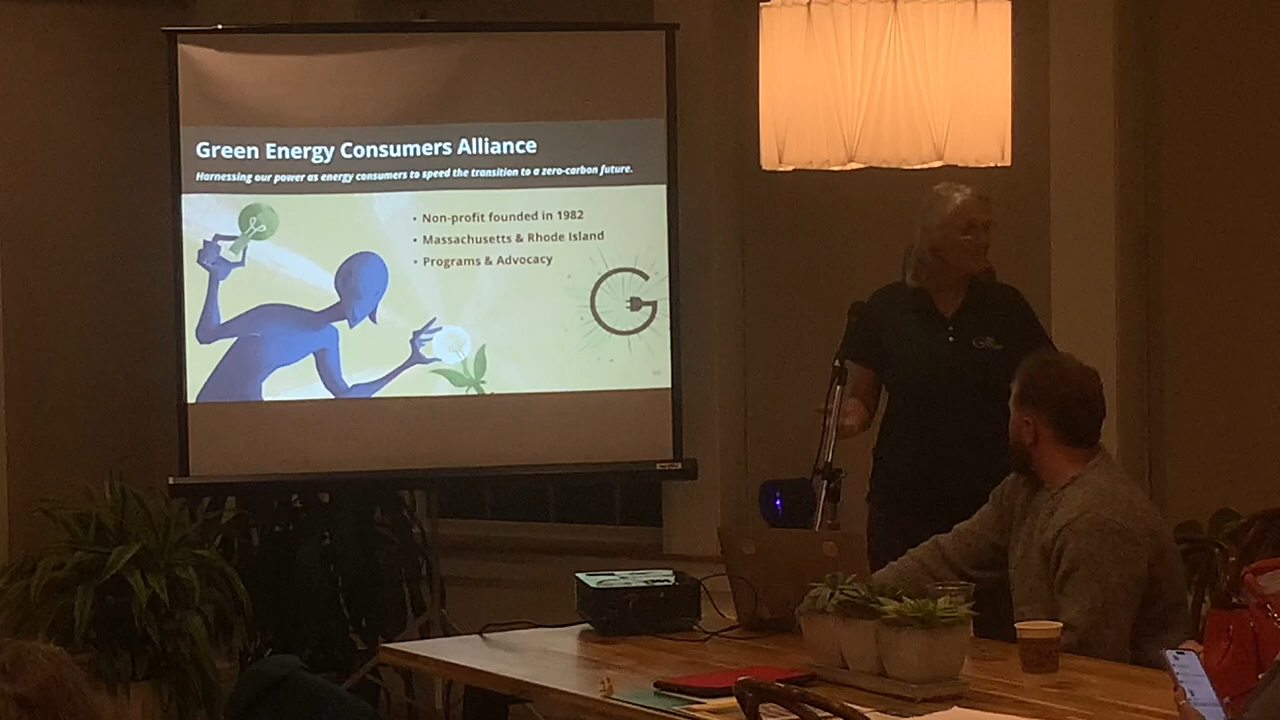 Green Energy Consumers Alliance
Harnessing our power as energy consumers to speed the transition to a zero-carbon future.
• Non-profit founded in 1982
• Massachusetts & Rhode Island
• Programs & Advocacy